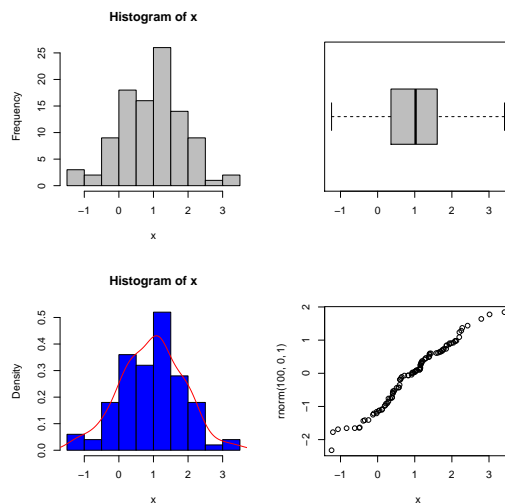 Histogram of x
Frequency
0 5 10 15 20 25
−1 0 1 2 3
x
−1 0 1 2 3
Histogram of x
Density
0.0 0.1 0.2 0.3 0.4 0.5
−1 0 1 2 3
x
rnorm(100, 0, 1)
−2 −1 0 1 2
−1 0 1 2 3
x